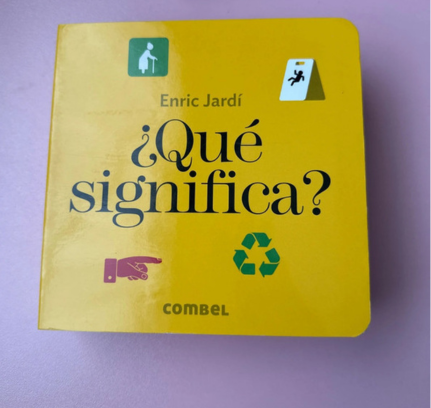 Enric Jardí
¿Qué
significa?
COMBEL